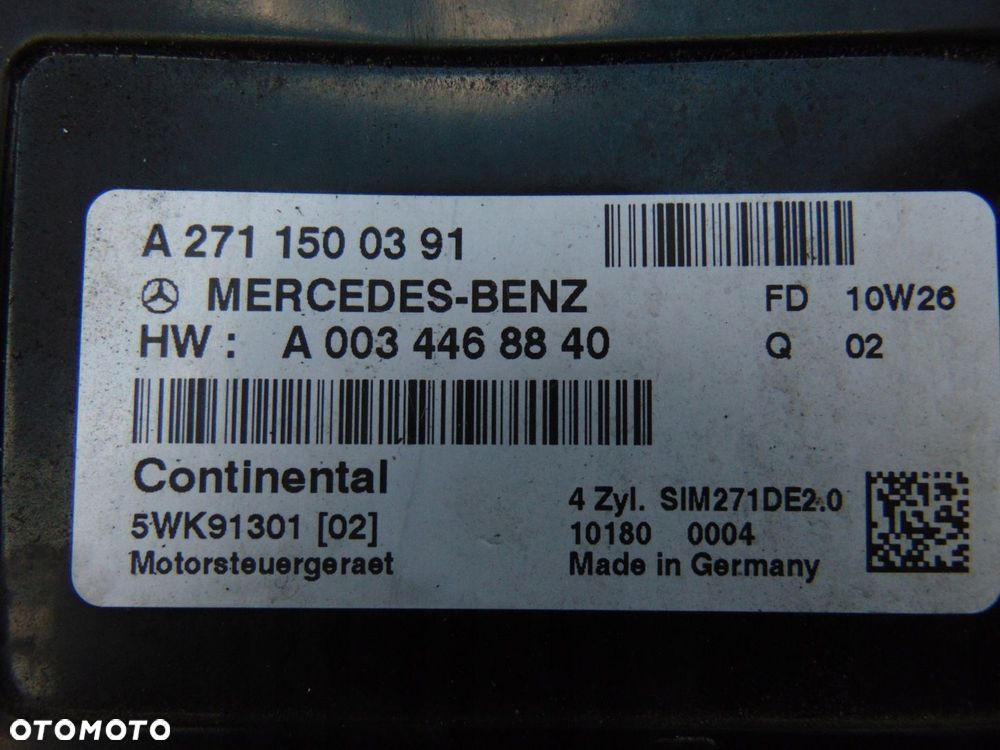 A 271 150 03 91
MERCEDES-BENZ FD 10W26
HW : A 003 446 88 40 Q 02
Continental
5WK91301 [02] 4 Zyl. SIM271DE2.0
10180 0004
Motorsteuergeraet Made in Germany
OTOMOTO